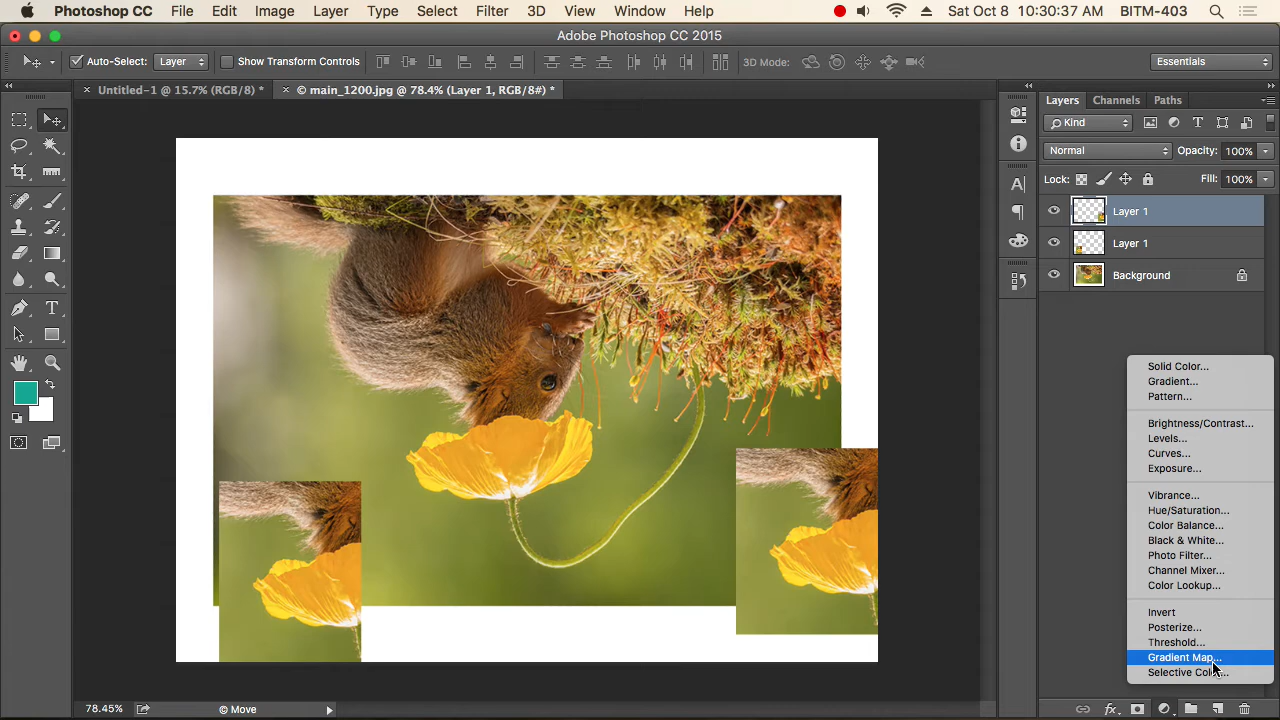 Photoshop CC File Edit Image Layer Type Select Filter 3D View Window Help Sat Oct 8 10:30:37 AM BITM-403
Adobe Photoshop CC 2015
Auto-Select: Layer Show Transform Controls 3D Mode: Essentials
× Untitled-1 @ 15.7% (RGB/8) * × © main_1200.jpg @ 78.4% (Layer 1, RGB/8#) *
Layers Channels Paths
Kind
Normal Opacity: 100%
Lock: Fill: 100%
Layer 1
Layer 1
Background
Solid Color...
Gradient...
Pattern...
Brightness/Contrast...
Levels...
Curves...
Exposure...
Vibrance...
Hue/Saturation...
Color Balance...
Black & White...
Photo Filter...
Channel Mixer...
Color Lookup...
Invert
Posterize...
Threshold...
Gradient Map...
Selective Color...
78.45% © Move